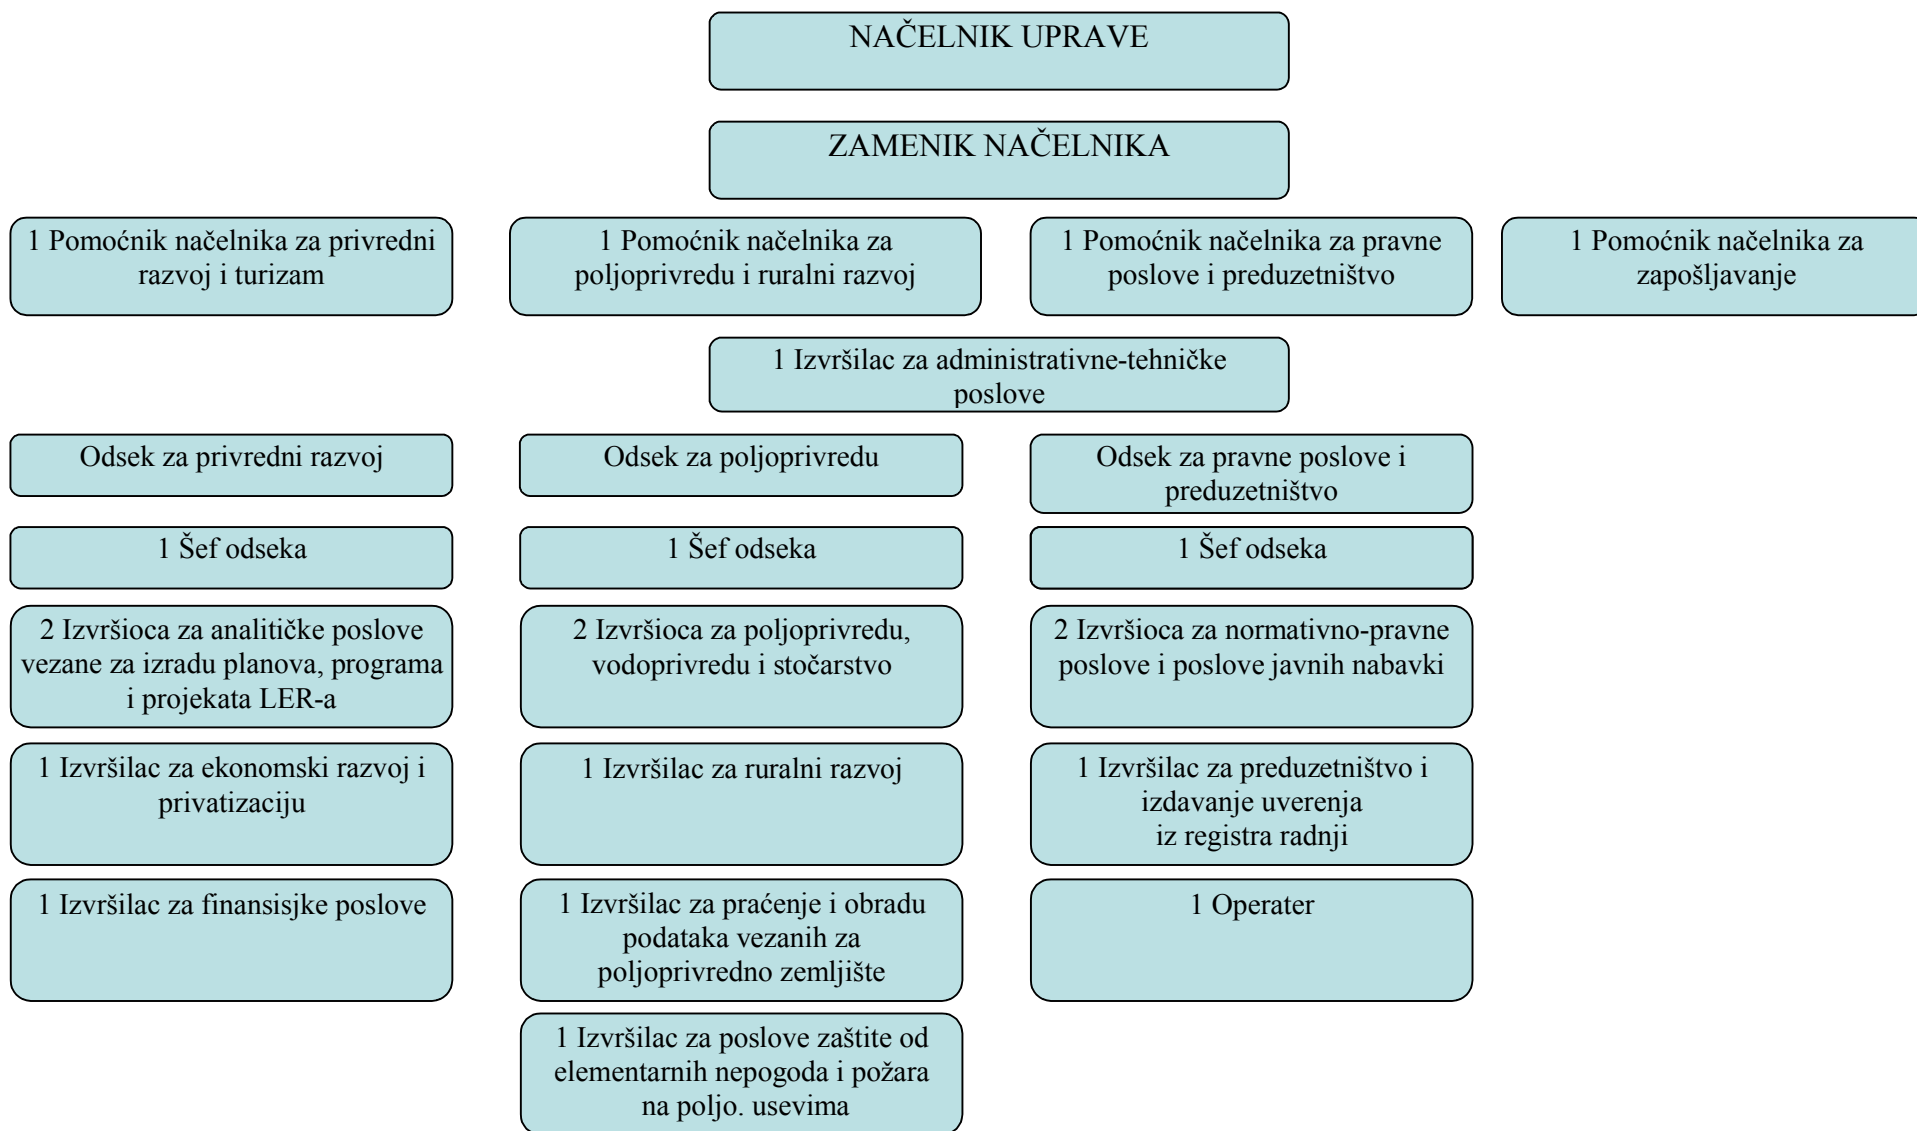 NAČELNIK UPRAVE
ZAMENIK NAČELNIKA
1 Pomoćnik načelnika za privredni
razvoj i turizam
1 Pomoćnik načelnika za
poljoprivredu i ruralni razvoj
1 Pomoćnik načelnika za pravne
poslove i preduzetništvo
1 Pomoćnik načelnika za
zapošljavanje
1 Izvršilac za administrativne-tehničke
poslove
Odsek za privredni razvoj
Odsek za poljoprivredu
Odsek za pravne poslove i
preduzetništvo
1 Šef odseka
1 Šef odseka
1 Šef odseka
2 Izvršioca za analitičke poslove
vezane za izradu planova, programa
i projekata LER-a
2 Izvršioca za poljoprivredu,
vodoprivredu i stočarstvo
2 Izvršioca za normativno-pravne
poslove i poslove javnih nabavki
1 Izvršilac za ekonomski razvoj i
privatizaciju
1 Izvršilac za ruralni razvoj
1 Izvršilac za preduzetništvo i
izdavanje uverenja
iz registra radnji
1 Izvršilac za finansisjke poslove
1 Izvršilac za praćenje i obradu
podataka vezanih za
poljoprivredno zemljište
1 Operater
1 Izvršilac za poslove zaštite od
elementarnih nepogoda i požara
na poljo. usevima